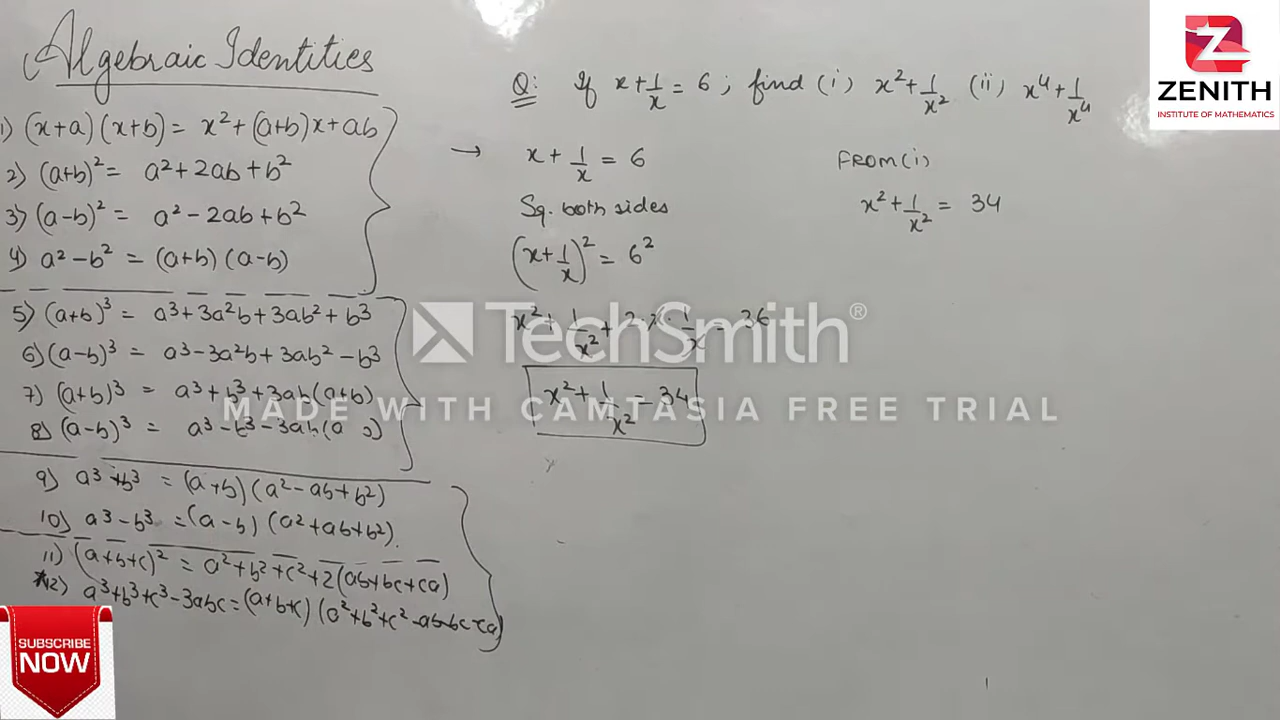 Algebraic Identities
1) (x+a)(x+b) = x²+(a+b)x+ab
2) (a+b)² = a²+2ab+b²
3) (a-b)² = a²-2ab+b²
4) a²-b² = (a+b)(a-b)
5) (a+b)³ = a³+3a²b+3ab²+b³
6) (a-b)³ = a³-3a²b+3ab²-b³
7) (a+b)³ = a³+b³+3ab(a+b)
8) (a-b)³ = a³-b³-3ab(a b)
9) a³+b³ = (a+b)(a²-ab+b²)
10) a³-b³ = (a-b)(a²+ab+b²).
11) (a+b+c)² = a²+b²+c²+2(ab+bc+ca)
*12) a³+b³+c³-3abc = (a+b+c)(a²+b²+c²-ab-bc-ca)
Q: If x+1/x = 6; find (i) x²+1/x² (ii) x⁴+1/x⁴
→ x+1/x = 6
Sq. both sides
(x+1/x)² = 6²
x²+1/x²+2·x·1/x = 36
x²+1/x² = 34
FROM (i)
x²+1/x² = 34
TechSmith®
MADE WITH CAMTASIA FREE TRIAL
Z
ZENITH
INSTITUTE OF MATHEMATICS
SUBSCRIBE
NOW